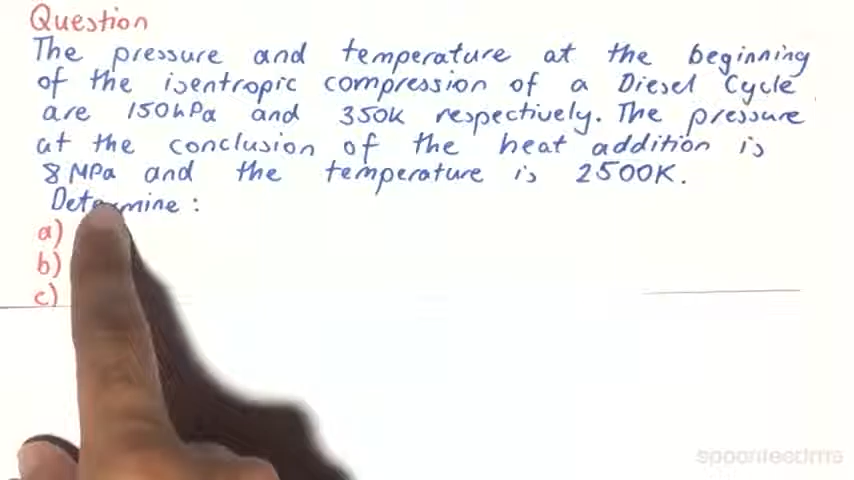 Question
The pressure and temperature at the beginning
of the isentropic compression of a Diesel Cycle
are 150kPa and 350K respectively. The pressure
at the conclusion of the heat addition is
8 MPa and the temperature is 2500K.
Determine :
a)
b)
c)
spoonfeedme